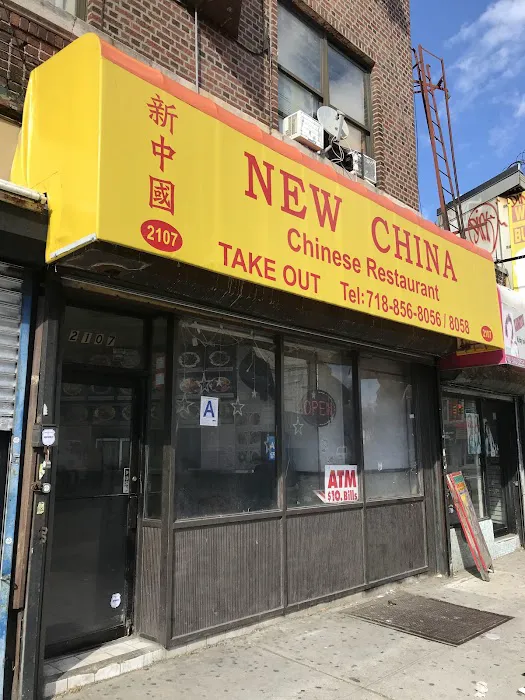 新中國
2107
NEW CHINA
Chinese Restaurant
TAKE OUT
Tel:718-856-8056 / 8058
2107
2107
A
OPEN
ATM
$10. Bills